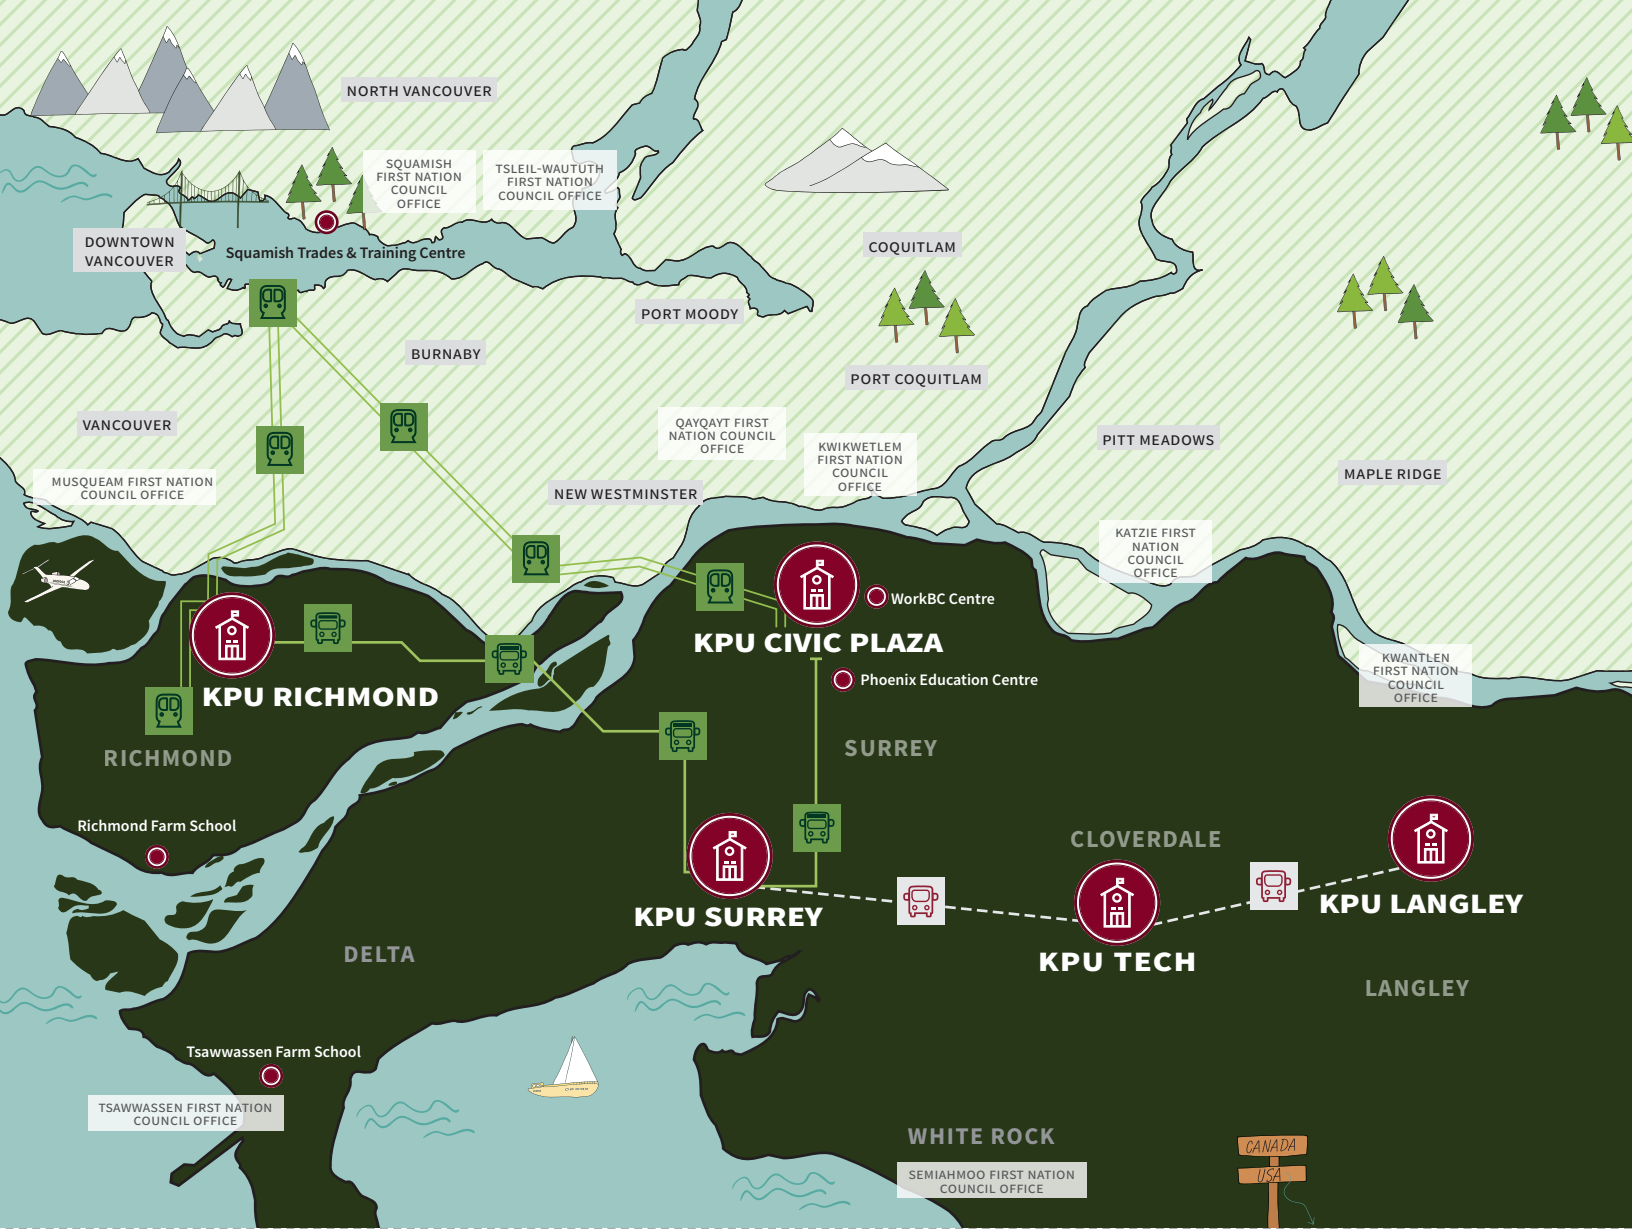 NORTH VANCOUVER
SQUAMISH
FIRST NATION
COUNCIL
OFFICE
TSLEIL-WAUTUTH
FIRST NATION
COUNCIL OFFICE
DOWNTOWN
VANCOUVER
Squamish Trades & Training Centre
COQUITLAM
PORT MOODY
BURNABY
PORT COQUITLAM
VANCOUVER
QAYQAYT FIRST
NATION COUNCIL
OFFICE
KWIKWETLEM
FIRST NATION
COUNCIL
OFFICE
PITT MEADOWS
MAPLE RIDGE
MUSQUEAM FIRST NATION
COUNCIL OFFICE
NEW WESTMINSTER
KATZIE FIRST
NATION
COUNCIL
OFFICE
WorkBC Centre
KPU CIVIC PLAZA
KWANTLEN
FIRST NATION
COUNCIL
OFFICE
Phoenix Education Centre
KPU RICHMOND
RICHMOND
SURREY
Richmond Farm School
CLOVERDALE
KPU SURREY
KPU LANGLEY
DELTA
KPU TECH
LANGLEY
Tsawwassen Farm School
TSAWWASSEN FIRST NATION
COUNCIL OFFICE
WHITE ROCK
CANADA
USA
SEMIAHMOO FIRST NATION
COUNCIL OFFICE